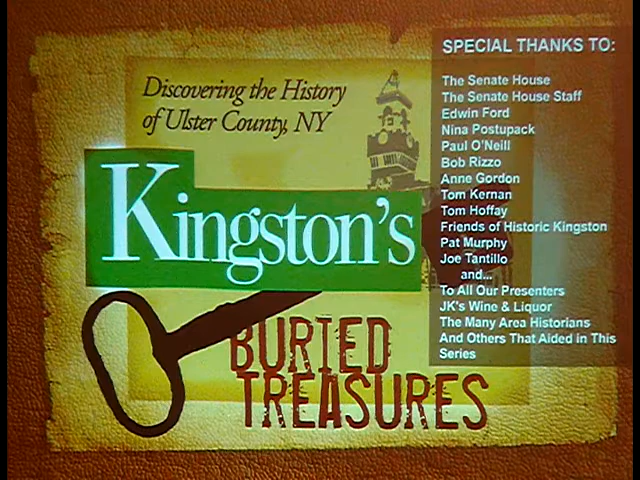 Discovering the History
of Ulster County, NY
Kingston's
BURIED
TREASURES
SPECIAL THANKS TO:
The Senate House
The Senate House Staff
Edwin Ford
Nina Postupack
Paul O'Neill
Bob Rizzo
Anne Gordon
Tom Kernan
Tom Hoffay
Friends of Historic Kingston
Pat Murphy
Joe Tantillo
and...
To All Our Presenters
JK's Wine & Liquor
The Many Area Historians
And Others That Aided in This
Series